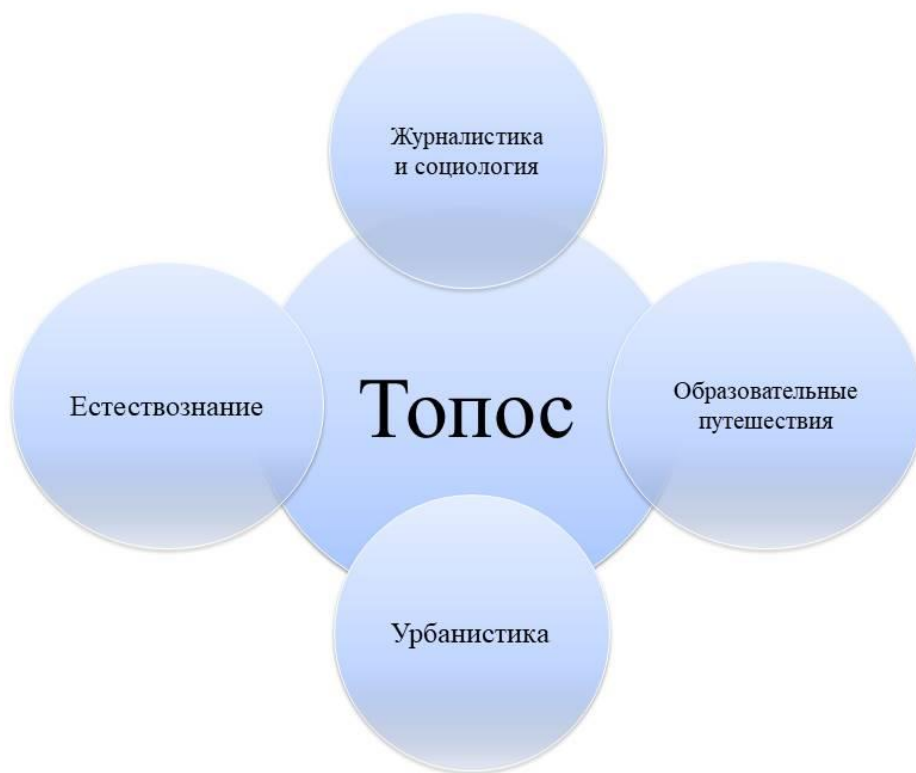 Журналистика
и социология
Естествознание
Топос
Образовательные
путешествия
Урбанистика